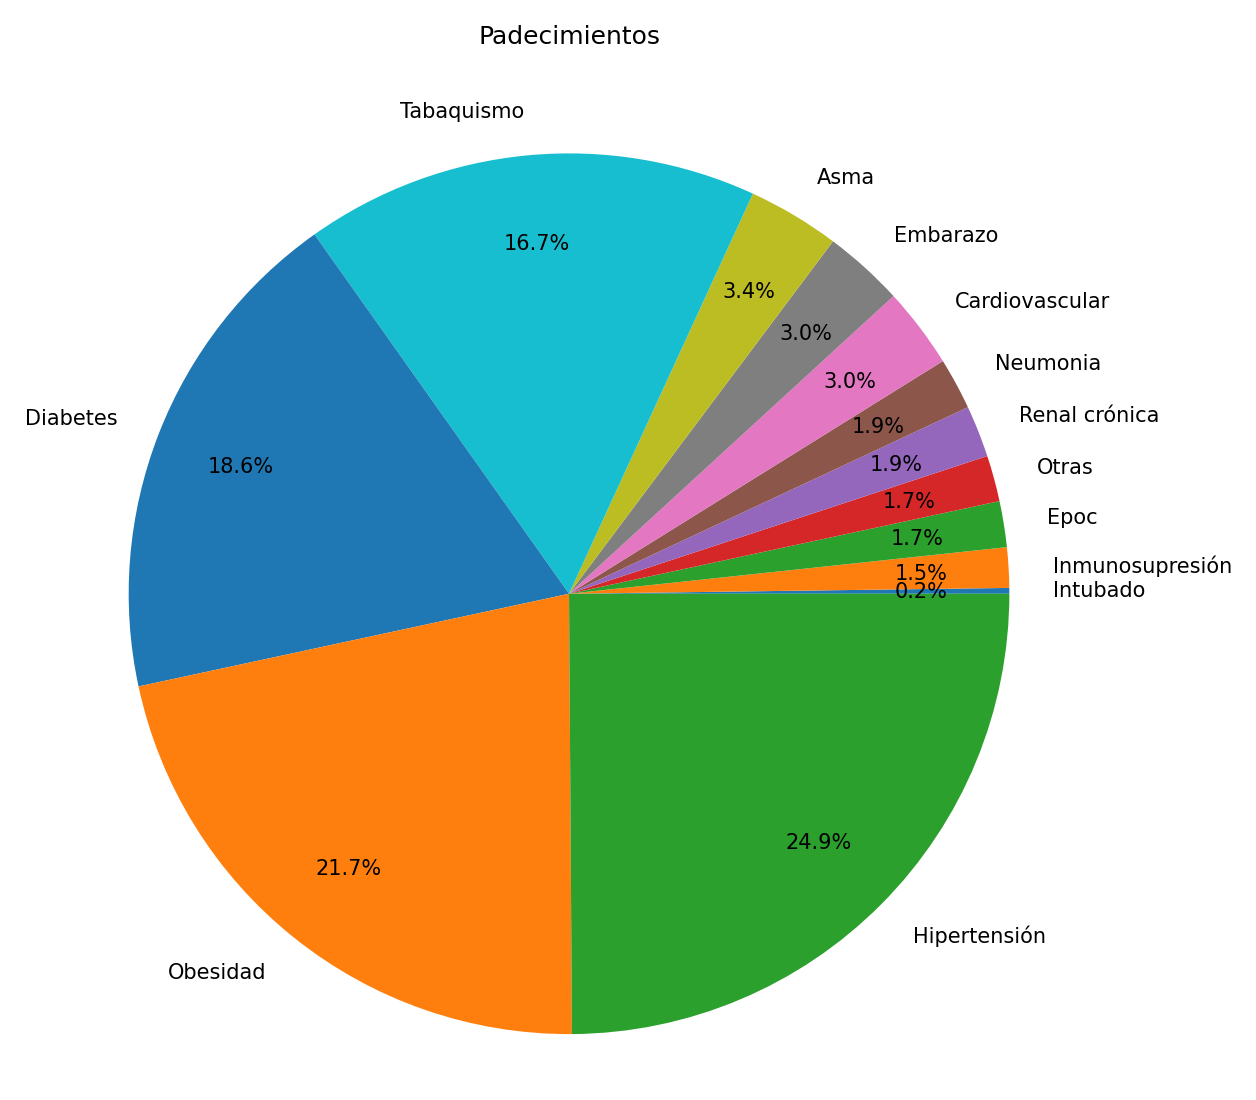 Padecimientos
Tabaquismo
16.7%
Asma
3.4%
Embarazo
3.0%
Cardiovascular
3.0%
Neumonia
1.9%
Renal crónica
1.9%
Otras
1.7%
Epoc
1.7%
Inmunosupresión
1.5%
Intubado
0.2%
Diabetes
18.6%
Obesidad
21.7%
Hipertensión
24.9%